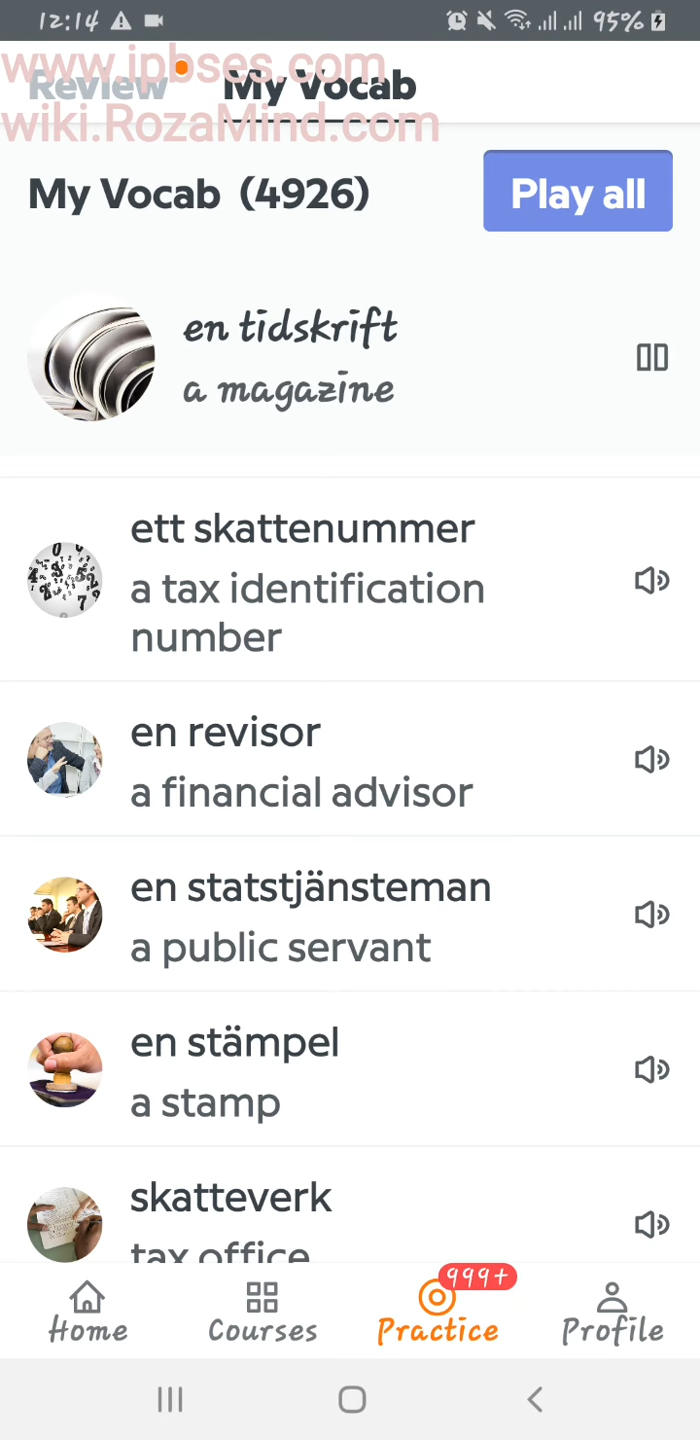 12:14 95%
www.ipbses.com
Review My Vocab
wiki.RozaMind.com
My Vocab (4926) Play all
en tidskrift
a magazine
ett skattenummer
a tax identification
number
en revisor
a financial advisor
en statstjänsteman
a public servant
en stämpel
a stamp
skatteverk
tax office
999+
Home Courses Practice Profile